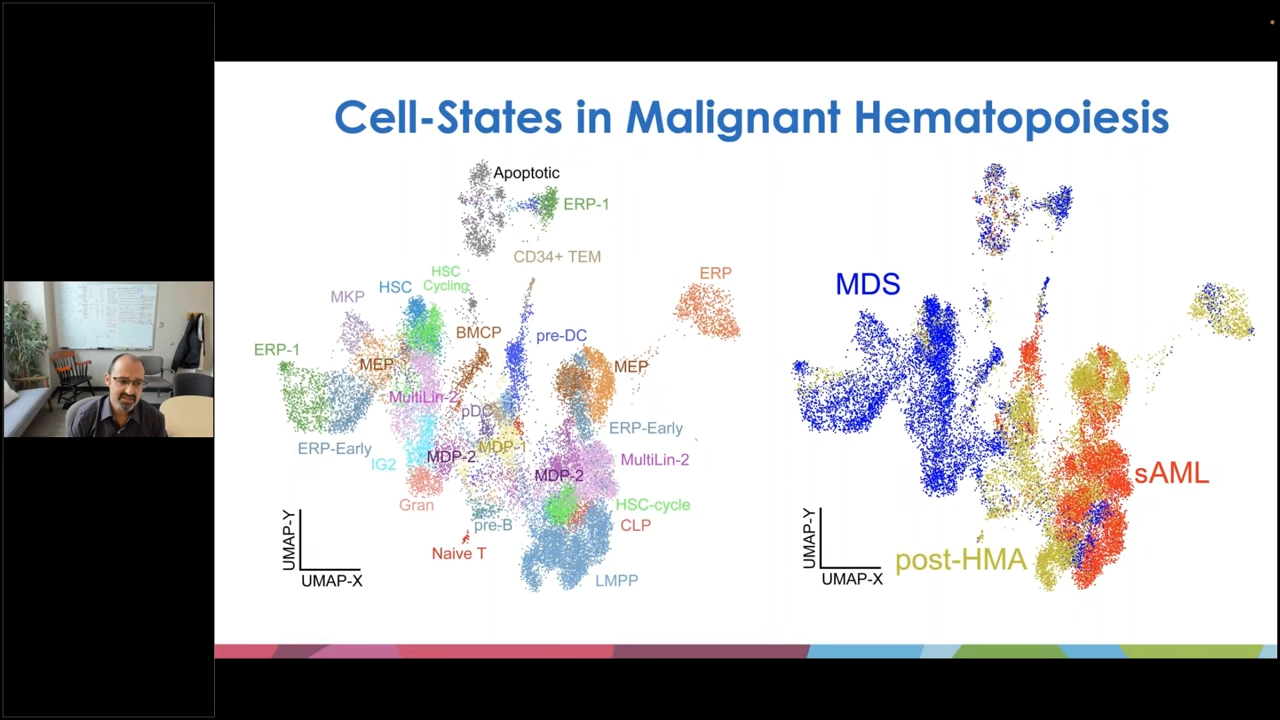 Cell-States in Malignant Hematopoiesis
Apoptotic
ERP-1
CD34+ TEM
HSC
Cycling
HSC
MKP
ERP
BMCP
pre-DC
ERP-1
MEP
MEP
MultiLin-2
pDC
ERP-Early
ERP-Early
MDP-1
IG2
MDP-2
MultiLin-2
MDP-2
Gran
HSC-cycle
pre-B
CLP
Naive T
LMPP
UMAP-Y
UMAP-X
MDS
sAML
post-HMA
UMAP-Y
UMAP-X